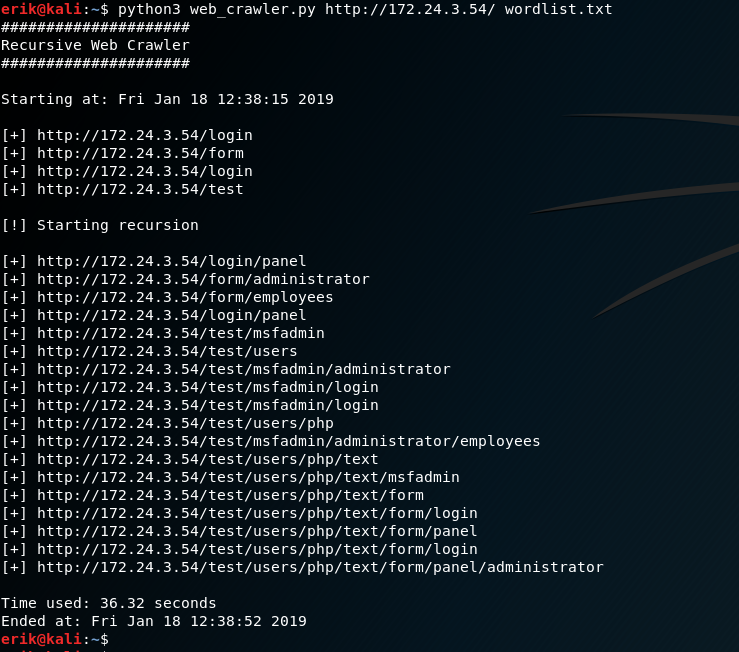 erik@kali:~$ python3 web_crawler.py http://172.24.3.54/ wordlist.txt
#####################
Recursive Web Crawler
#####################
Starting at: Fri Jan 18 12:38:15 2019
[+] http://172.24.3.54/login
[+] http://172.24.3.54/form
[+] http://172.24.3.54/login
[+] http://172.24.3.54/test
[!] Starting recursion
[+] http://172.24.3.54/login/panel
[+] http://172.24.3.54/form/administrator
[+] http://172.24.3.54/form/employees
[+] http://172.24.3.54/login/panel
[+] http://172.24.3.54/test/msfadmin
[+] http://172.24.3.54/test/users
[+] http://172.24.3.54/test/msfadmin/administrator
[+] http://172.24.3.54/test/msfadmin/login
[+] http://172.24.3.54/test/msfadmin/login
[+] http://172.24.3.54/test/users/php
[+] http://172.24.3.54/test/msfadmin/administrator/employees
[+] http://172.24.3.54/test/users/php/text
[+] http://172.24.3.54/test/users/php/text/msfadmin
[+] http://172.24.3.54/test/users/php/text/form
[+] http://172.24.3.54/test/users/php/text/form/login
[+] http://172.24.3.54/test/users/php/text/form/panel
[+] http://172.24.3.54/test/users/php/text/form/login
[+] http://172.24.3.54/test/users/php/text/form/panel/administrator
Time used: 36.32 seconds
Ended at: Fri Jan 18 12:38:52 2019
erik@kali:~$